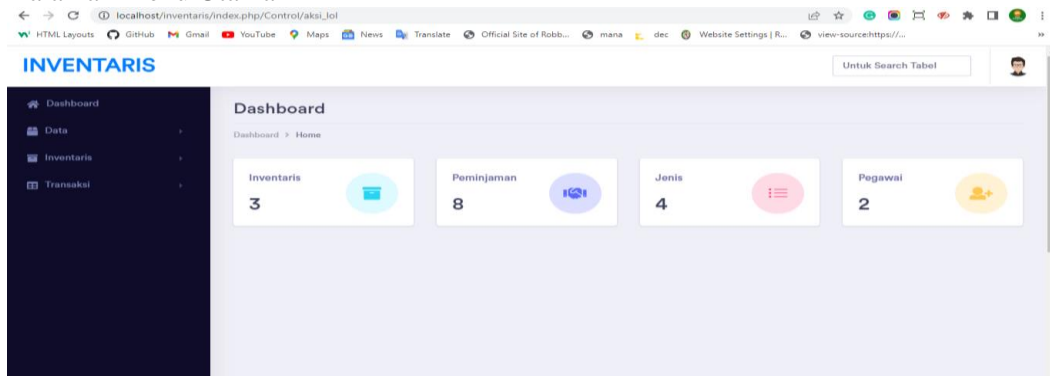 localhost/inventaris/index.php/Control/aksi_lol
HTML Layouts GitHub Gmail YouTube Maps News Translate Official Site of Robb... mana dec Website Settings | R... view-source:https://... »
INVENTARIS
Untuk Search Tabel
Dashboard
Data
Inventaris
Transaksi
Dashboard
Dashboard > Home
Inventaris
3
Peminjaman
8
Jenis
4
Pegawai
2